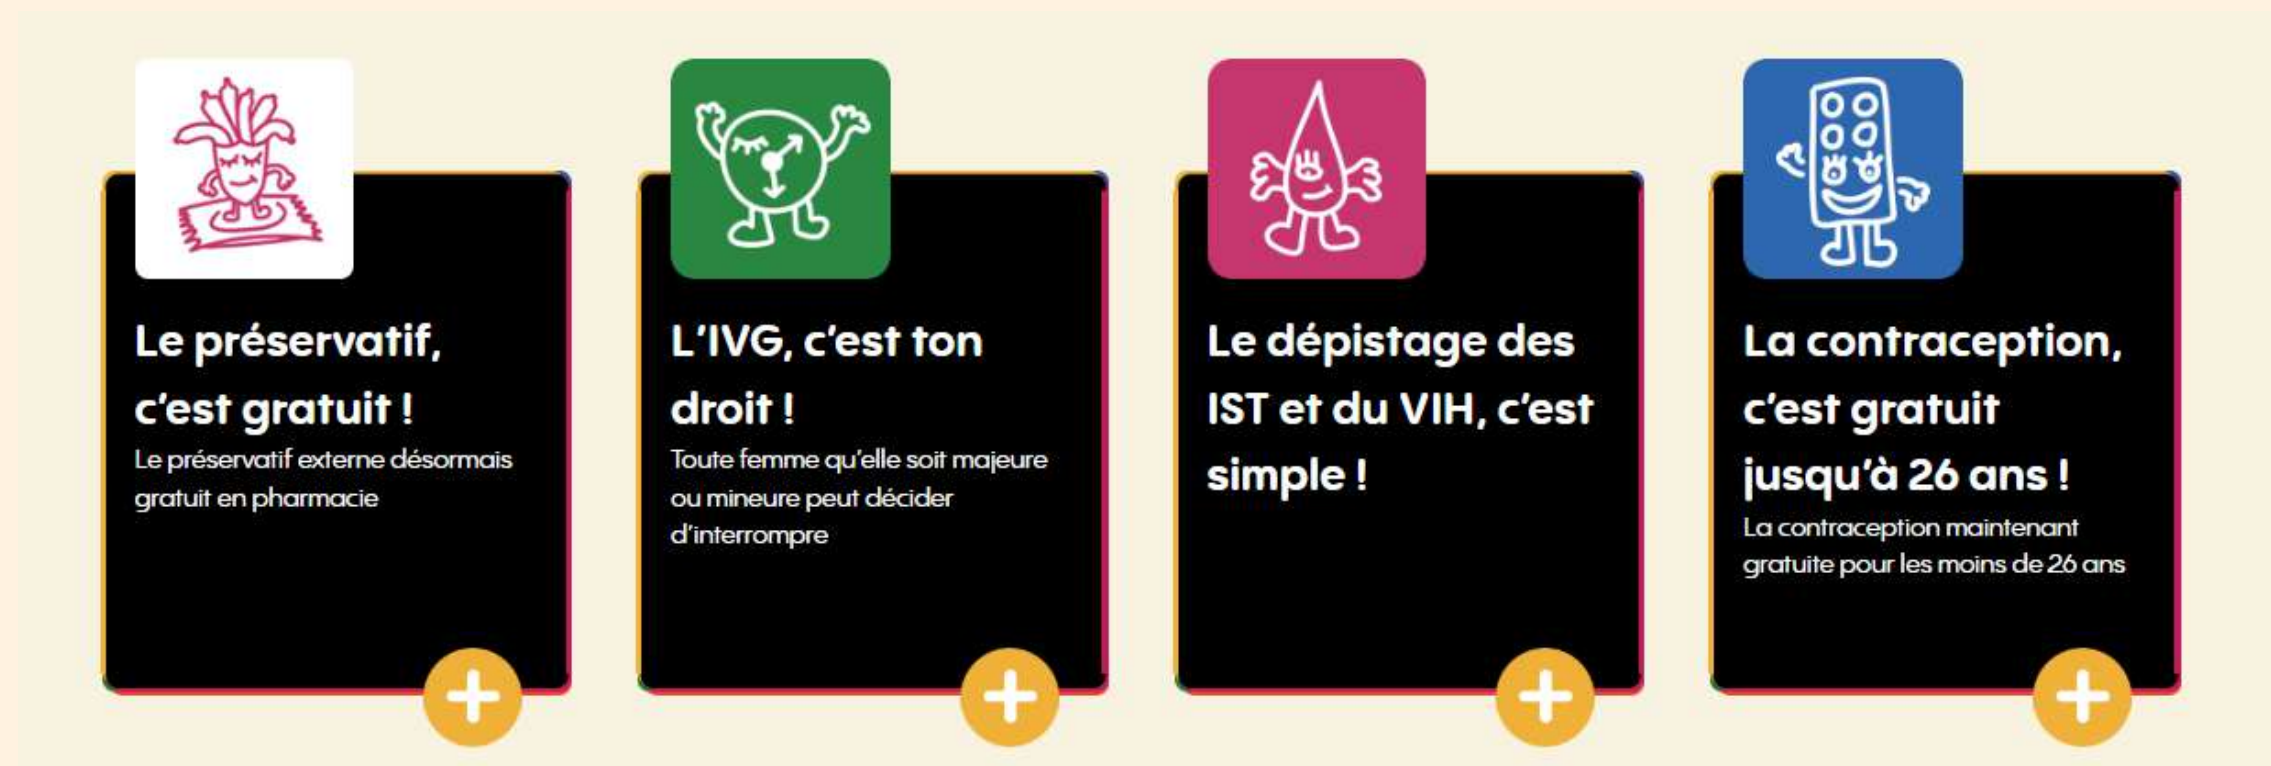 Le préservatif,
c'est gratuit !
Le préservatif externe désormais
gratuit en pharmacie
L'IVG, c'est ton
droit !
Toute femme qu'elle soit majeure
ou mineure peut décider
d'interrompre
Le dépistage des
IST et du VIH, c'est
simple !
La contraception,
c'est gratuit
jusqu'à 26 ans !
La contraception maintenant
gratuite pour les moins de 26 ans